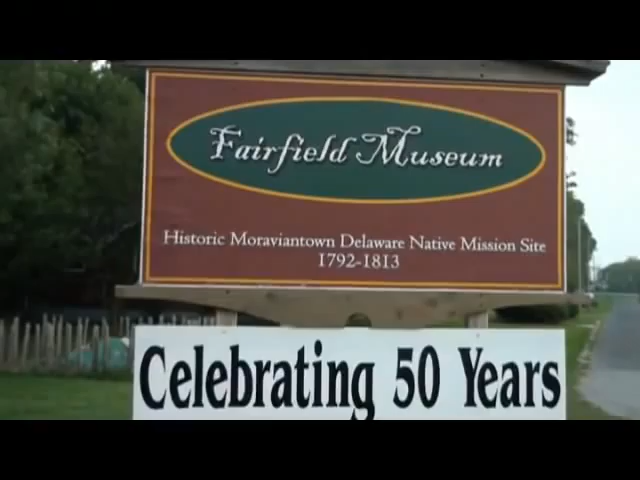 Fairfield Museum
Historic Moraviantown Delaware Native Mission Site
1792-1813
Celebrating 50 Years